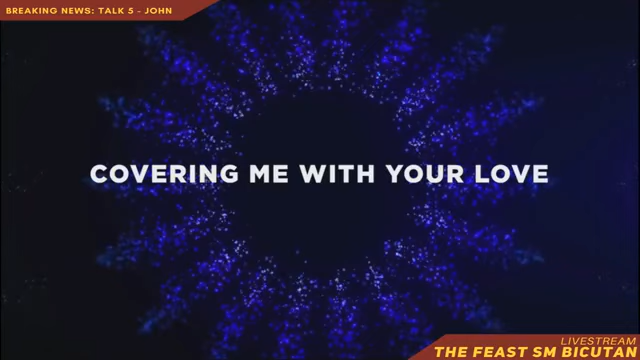 BREAKING NEWS: TALK 5 - JOHN
COVERING ME WITH YOUR LOVE
LIVESTREAM
THE FEAST SM BICUTAN